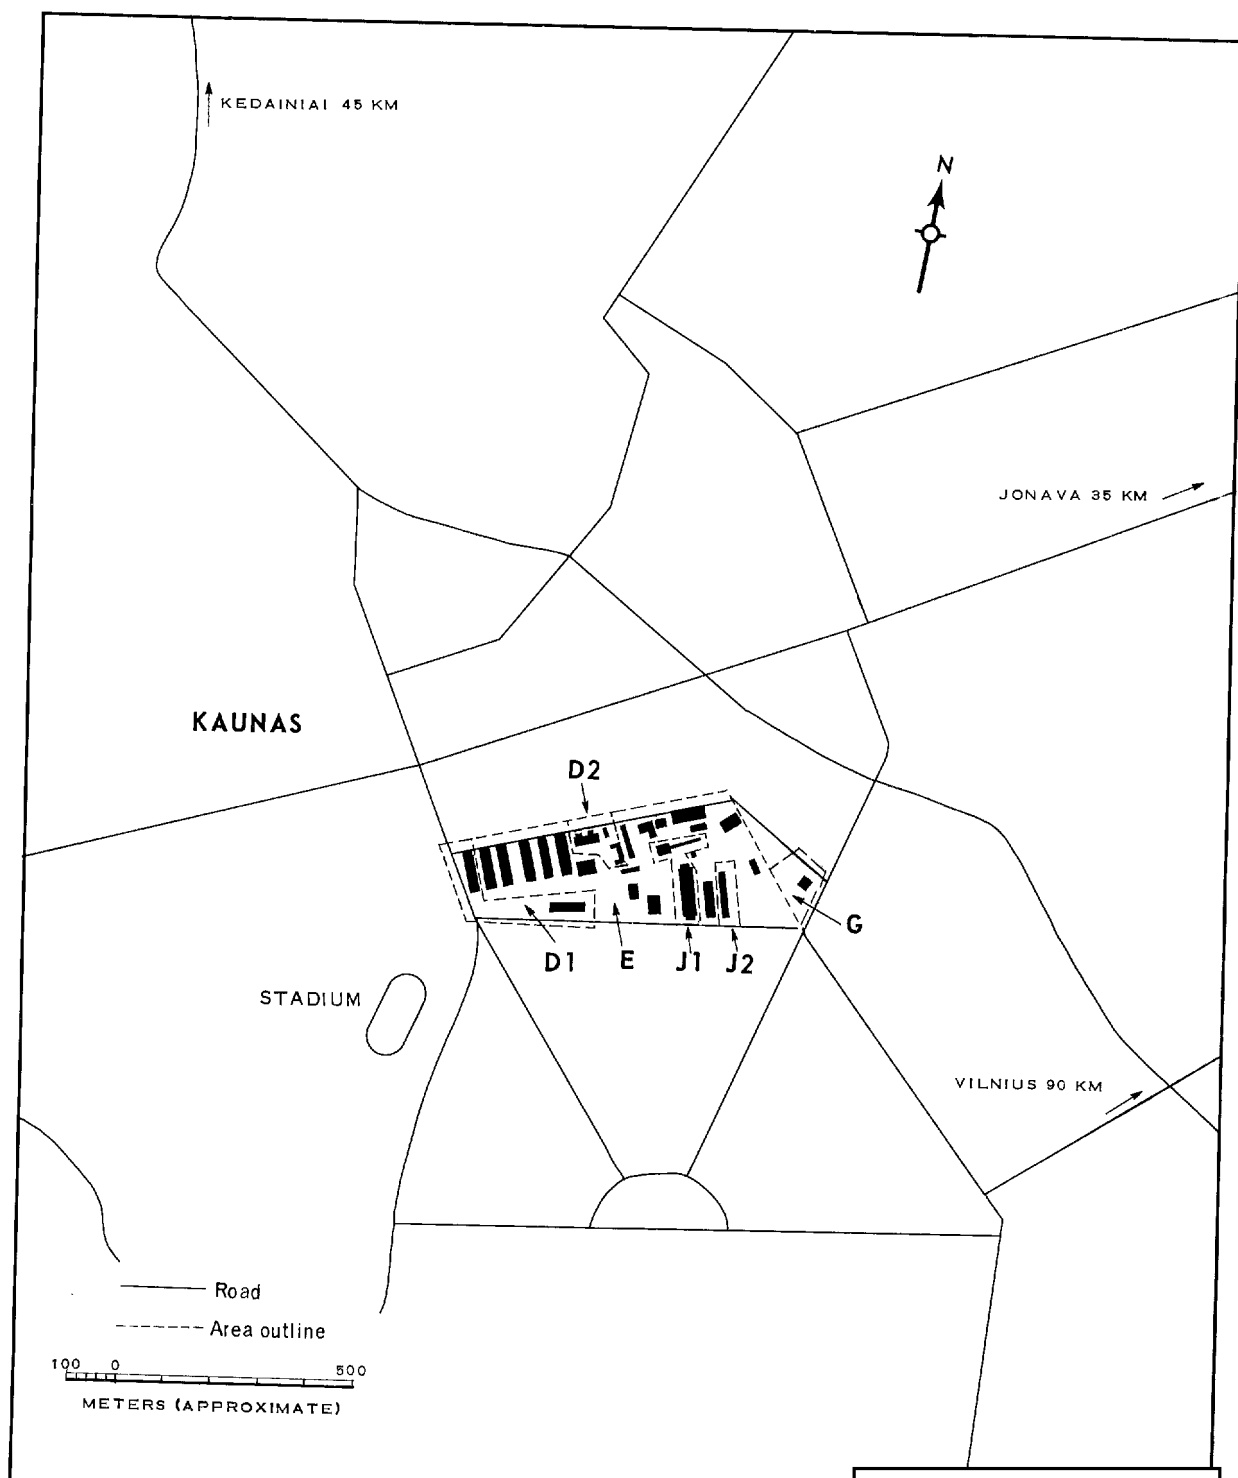 KEDAINIAI 45 KM
N
JONAVA 35 KM
KAUNAS
D2
G
D1
E
J1
J2
STADIUM
VILNIUS 90 KM
Road
Area outline
100 0 500
METERS (APPROXIMATE)